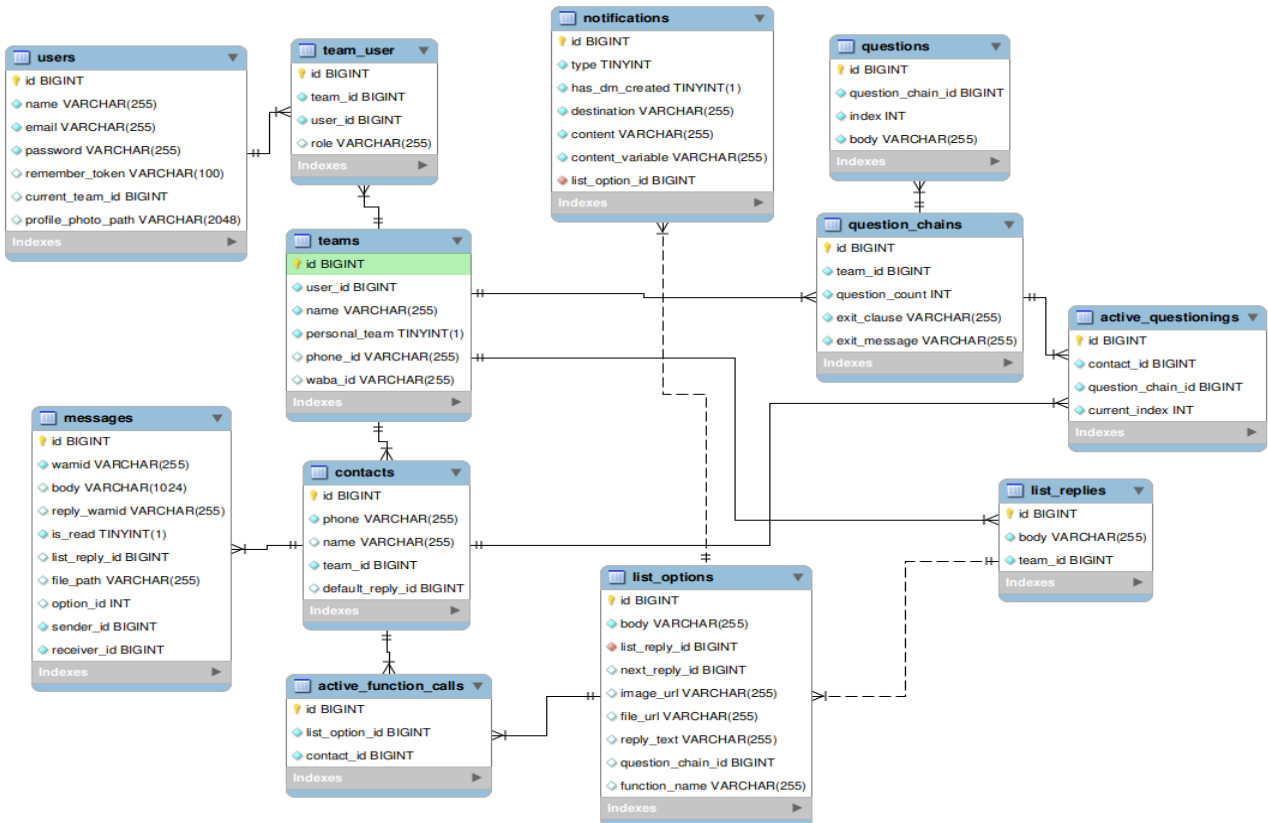 users
id BIGINT
name VARCHAR(255)
email VARCHAR(255)
password VARCHAR(255)
remember_token VARCHAR(100)
current_team_id BIGINT
profile_photo_path VARCHAR(2048)
Indexes
team_user
id BIGINT
team_id BIGINT
user_id BIGINT
role VARCHAR(255)
Indexes
notifications
id BIGINT
type TINYINT
has_dm_created TINYINT(1)
destination VARCHAR(255)
content VARCHAR(255)
content_variable VARCHAR(255)
list_option_id BIGINT
Indexes
questions
id BIGINT
question_chain_id BIGINT
index INT
body VARCHAR(255)
Indexes
teams
id BIGINT
user_id BIGINT
name VARCHAR(255)
personal_team TINYINT(1)
phone_id VARCHAR(255)
waba_id VARCHAR(255)
Indexes
question_chains
id BIGINT
team_id BIGINT
question_count INT
exit_clause VARCHAR(255)
exit_message VARCHAR(255)
Indexes
active_questionings
id BIGINT
contact_id BIGINT
question_chain_id BIGINT
current_index INT
Indexes
messages
id BIGINT
wamid VARCHAR(255)
body VARCHAR(1024)
reply_wamid VARCHAR(255)
is_read TINYINT(1)
list_reply_id BIGINT
file_path VARCHAR(255)
option_id INT
sender_id BIGINT
receiver_id BIGINT
Indexes
contacts
id BIGINT
phone VARCHAR(255)
name VARCHAR(255)
team_id BIGINT
default_reply_id BIGINT
Indexes
list_replies
id BIGINT
body VARCHAR(255)
team_id BIGINT
Indexes
list_options
id BIGINT
body VARCHAR(255)
list_reply_id BIGINT
next_reply_id BIGINT
image_url VARCHAR(255)
file_url VARCHAR(255)
reply_text VARCHAR(255)
question_chain_id BIGINT
function_name VARCHAR(255)
Indexes
active_function_calls
id BIGINT
list_option_id BIGINT
contact_id BIGINT
Indexes